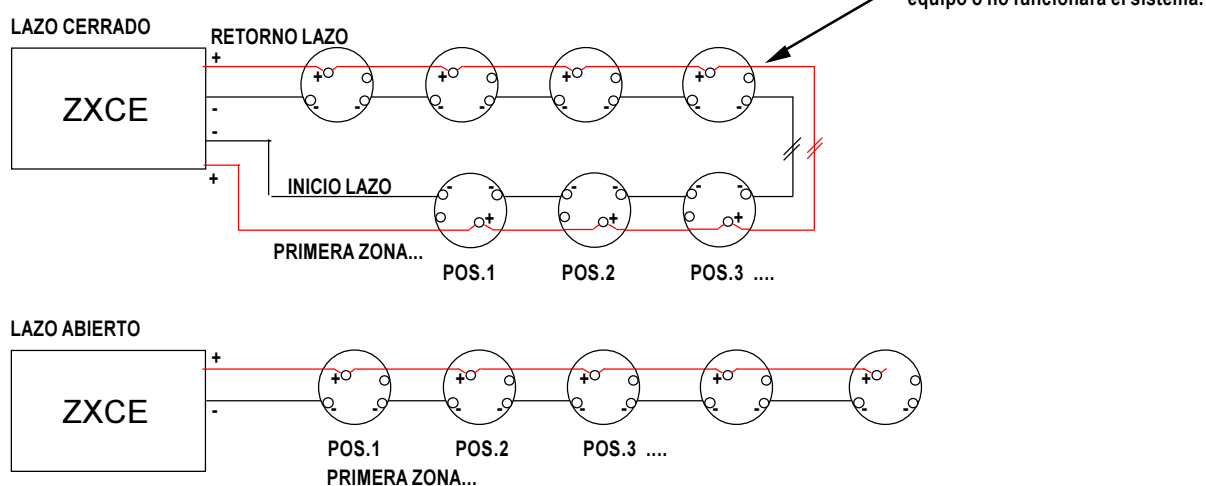 equipo o no funcionará el sistema.
LAZO CERRADO
RETORNO LAZO
+
ZXCE
-
-
+
INICIO LAZO
PRIMERA ZONA...
+ + + +
- - - - - - - -
- - - - - -
+ + +
POS.1 POS.2 POS.3 ....
LAZO ABIERTO
+
ZXCE
-
+ + + + +
- - - - - - - - - -
POS.1 POS.2 POS.3 ....
PRIMERA ZONA...